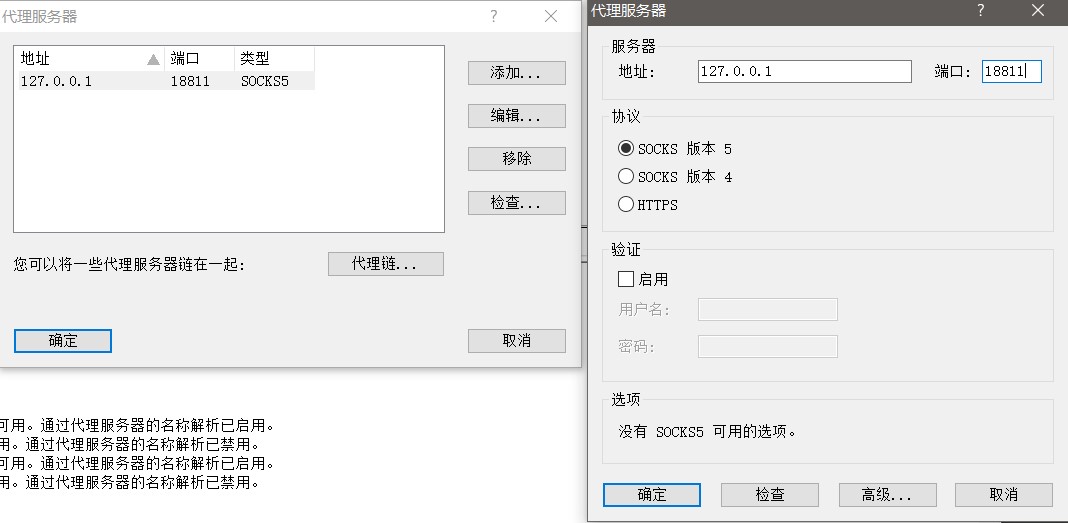 代理服务器
地址 端口 类型
127.0.0.1 18811 SOCKS5
添加...
编辑...
移除
检查...
您可以将一些代理服务器链在一起:
代理链...
确定
取消
可用。通过代理服务器的名称解析已启用。
用。通过代理服务器的名称解析已禁用。
可用。通过代理服务器的名称解析已启用。
用。通过代理服务器的名称解析已禁用。
代理服务器
服务器
地址: 127.0.0.1 端口: 18811
协议
SOCKS 版本 5
SOCKS 版本 4
HTTPS
验证
启用
用户名:
密码:
选项
没有 SOCKS5 可用的选项。
确定
检查
高级...
取消